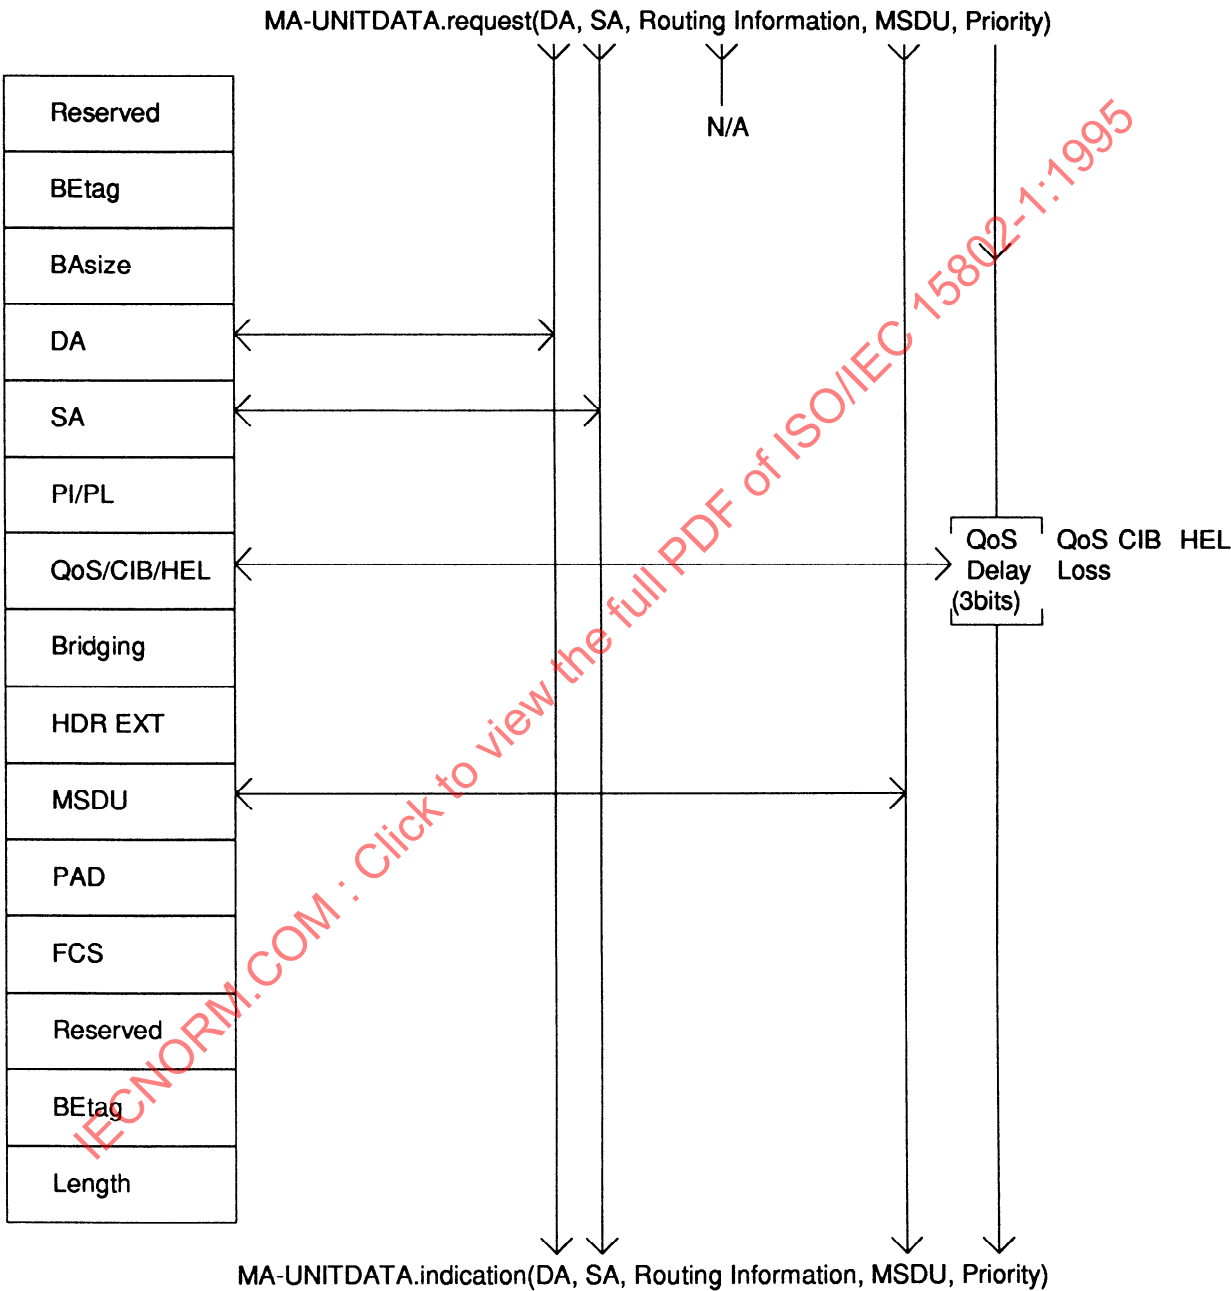 MA-UNITDATA.request(DA, SA, Routing Information, MSDU, Priority)
Reserved
N/A
BEtag
BAsize
DA
SA
PI/PL
QoS/CIB/HEL
QoS Delay (3bits)
QoS CIB HEL
Loss
Bridging
HDR EXT
MSDU
PAD
FCS
Reserved
BEtag
Length
MA-UNITDATA.indication(DA, SA, Routing Information, MSDU, Priority)
IECNORM.COM : Click to view the full PDF of ISO/IEC 15802-1:1995